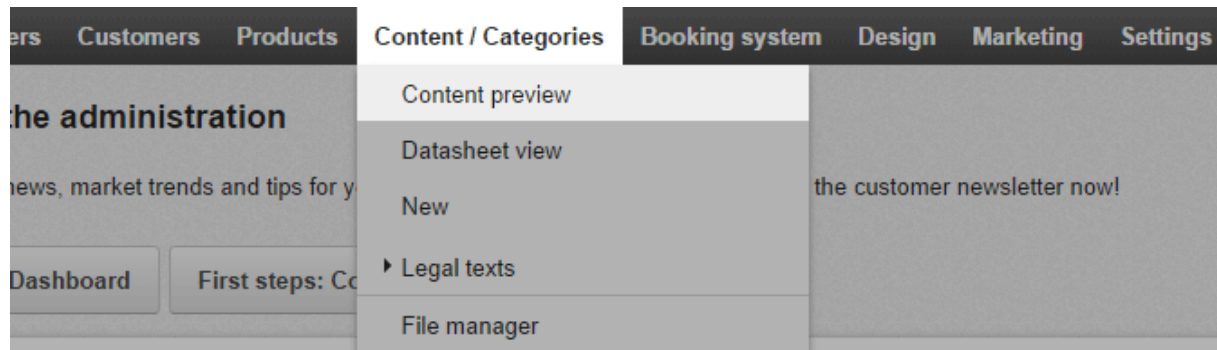 ers Customers Products Content / Categories Booking system Design Marketing Settings
Content preview
the administration
Datasheet view
news, market trends and tips for y the customer newsletter now!
New
Legal texts
Dashboard First steps: Co
File manager